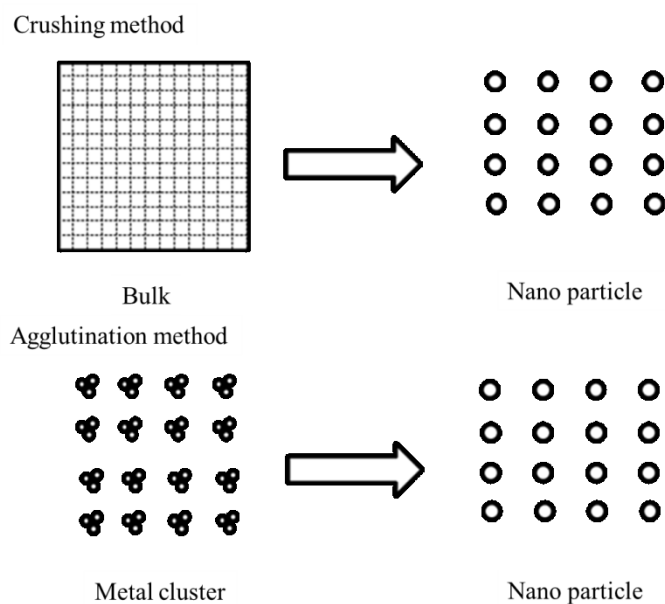 Crushing method
Bulk
Nano particle
Agglutination method
Metal cluster
Nano particle